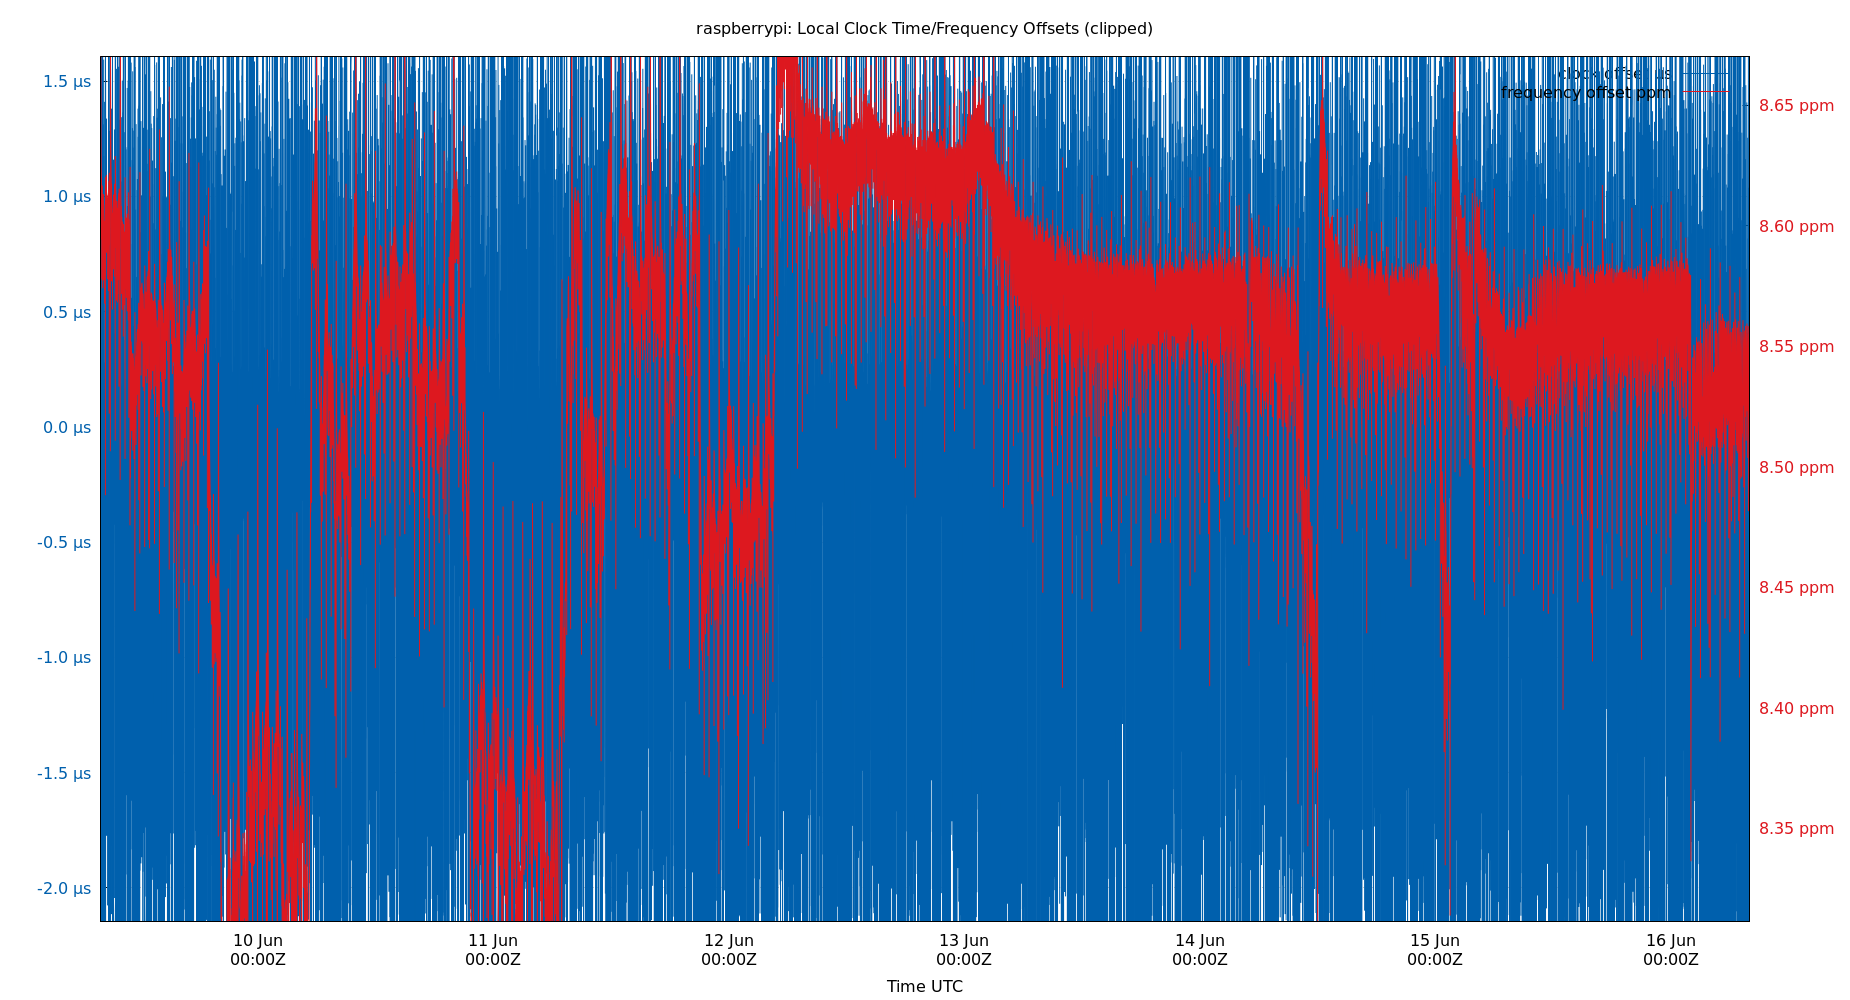 raspberrypi: Local Clock Time/Frequency Offsets (clipped)
clock offset µs
frequency offset ppm
1.5 µs
1.0 µs
0.5 µs
0.0 µs
-0.5 µs
-1.0 µs
-1.5 µs
-2.0 µs
8.65 ppm
8.60 ppm
8.55 ppm
8.50 ppm
8.45 ppm
8.40 ppm
8.35 ppm
10 Jun 11 Jun 12 Jun 13 Jun 14 Jun 15 Jun 16 Jun
00:00Z 00:00Z 00:00Z 00:00Z 00:00Z 00:00Z 00:00Z
Time UTC